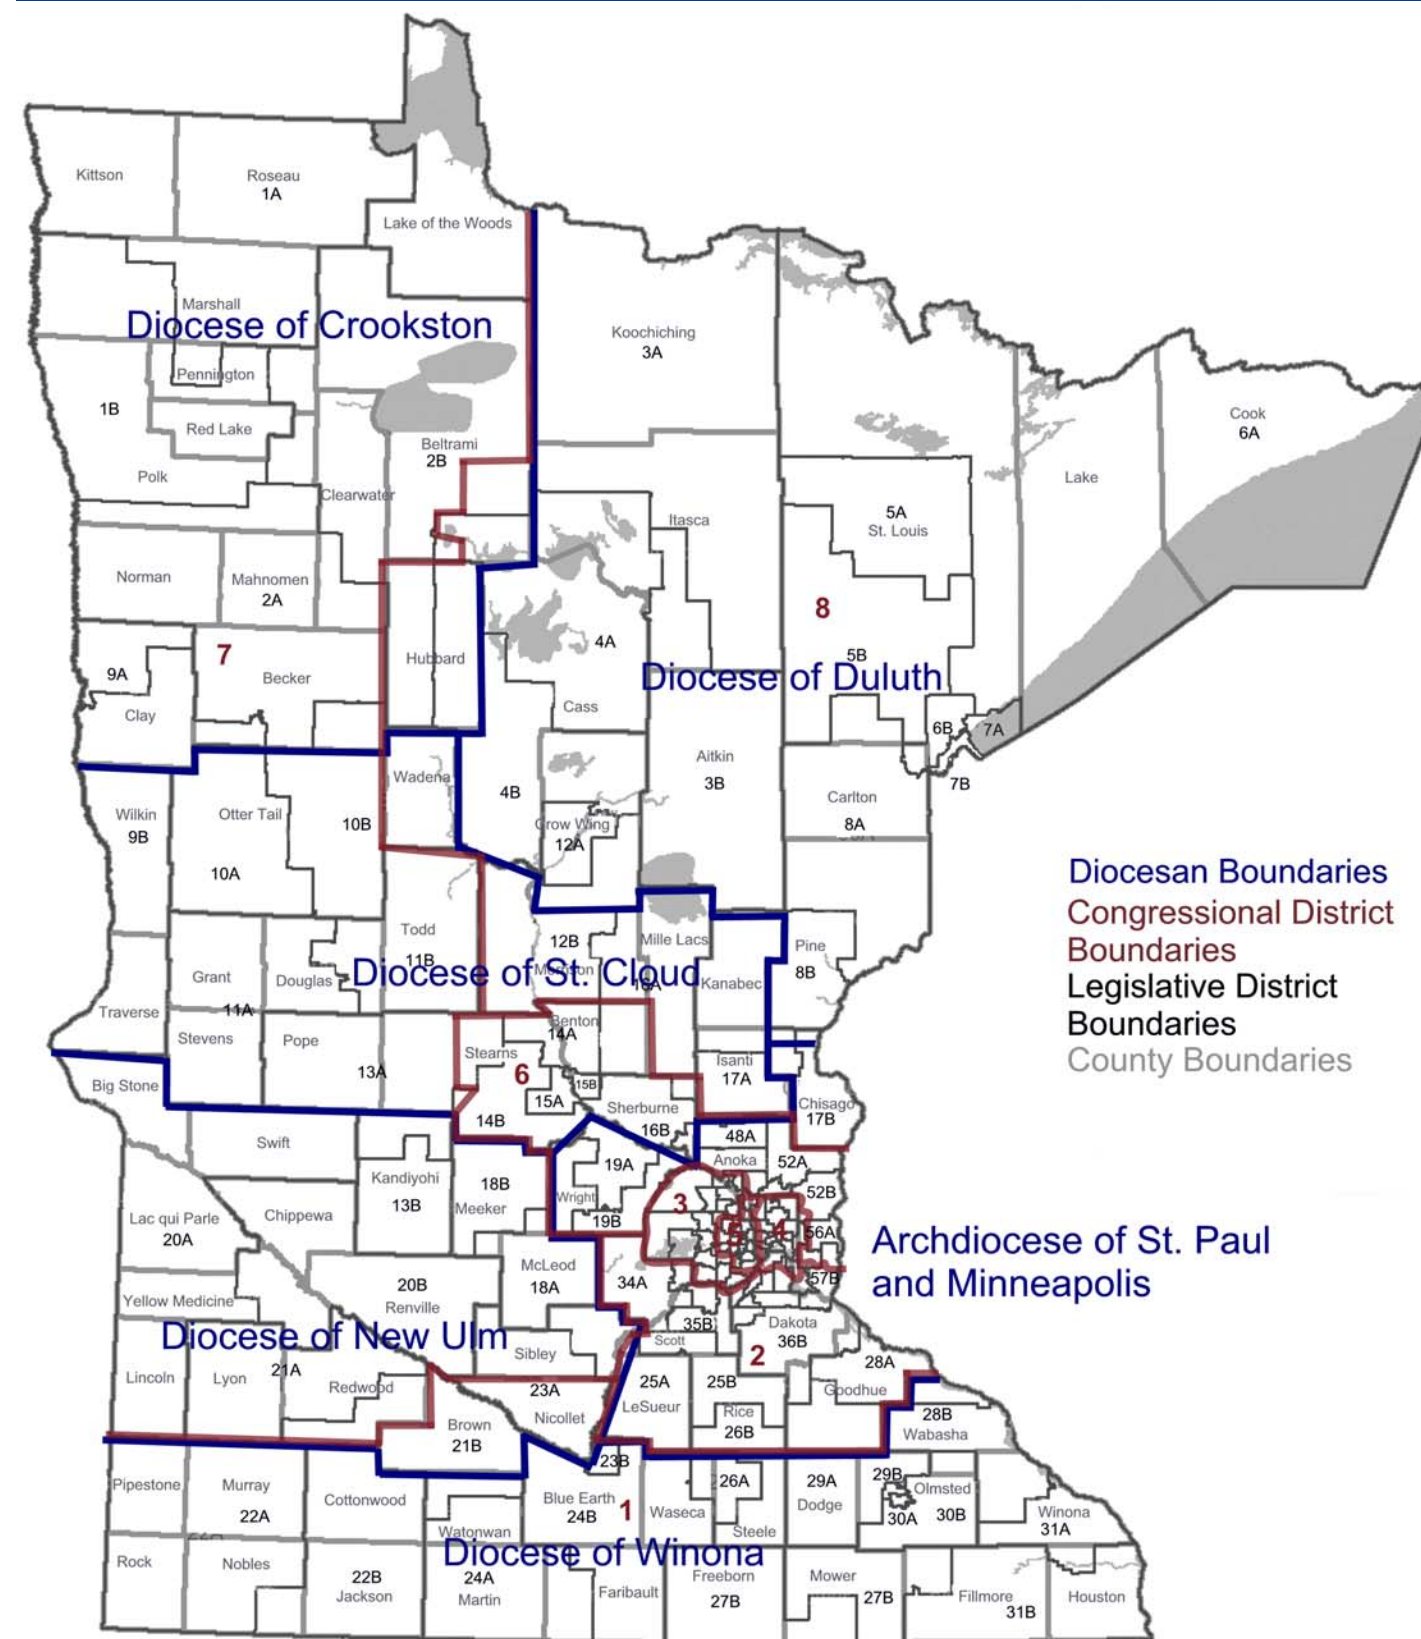 Kittson
Roseau
1A
Lake of the Woods
Marshall
Diocese of Crookston
Koochiching
3A
Pennington
1B
Red Lake
Beltrami
2B
Polk
Clearwater
Cook
6A
Lake
Itasca
5A
St. Louis
Norman
Mahnomen
2A
8
4A
5B
7
9A
Becker
Hubbard
Diocese of Duluth
Clay
Cass
6B
7A
Aitkin
3B
7B
Wadena
4B
Wilkin
9B
Otter Tail
10B
Crow Wing
12A
Carlton
8A
10A
Diocesan Boundaries
Congressional District
Boundaries
Legislative District
Boundaries
County Boundaries
Todd
11B
12B
Mille Lacs
Pine
8B
Grant
Douglas
Diocese of St. Cloud
Morrison
16A
Kanabec
Traverse
11A
Stevens
Pope
Benton
14A
Stearns
6
Isanti
17A
13A
Big Stone
15B
15A
Sherburne
16B
Chisago
17B
14B
Swift
48A
Anoka
52A
19A
Kandiyohi
13B
18B
Meeker
Wright
19B
3
52B
Lac qui Parle
20A
Chippewa
5
4
56A
Archdiocese of St. Paul
and Minneapolis
McLeod
18A
34A
57B
20B
Renville
Yellow Medicine
Diocese of New Ulm
35B
Dakota
36B
Scott
2
Sibley
28A
Lincoln
Lyon
21A
Redwood
23A
25A
LeSueur
25B
Goodhue
Nicollet
Rice
26B
28B
Wabasha
Brown
21B
23B
Pipestone
Murray
22A
Cottonwood
Blue Earth
24B
1
Waseca
26A
Steele
29A
Dodge
29B
Olmsted
30A
30B
Winona
31A
Watonwan
Diocese of Winona
Rock
Nobles
22B
Jackson
24A
Martin
Faribault
Freeborn
27B
Mower
27B
Fillmore
31B
Houston